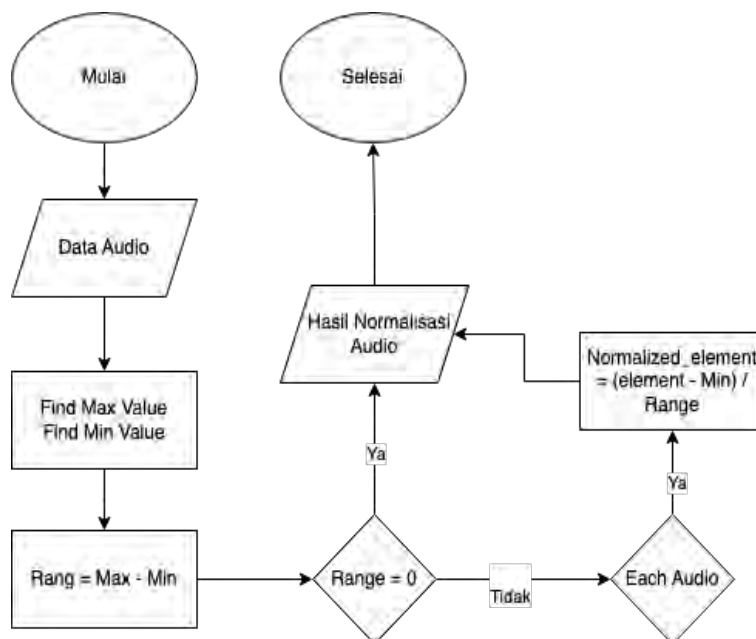 Mulai
Data Audio
Find Max Value
Find Min Value
Rang = Max - Min
Range = 0
Ya
Tidak
Each Audio
Ya
Normalized_element
= (element - Min) /
Range
Hasil Normalisasi
Audio
Selesai